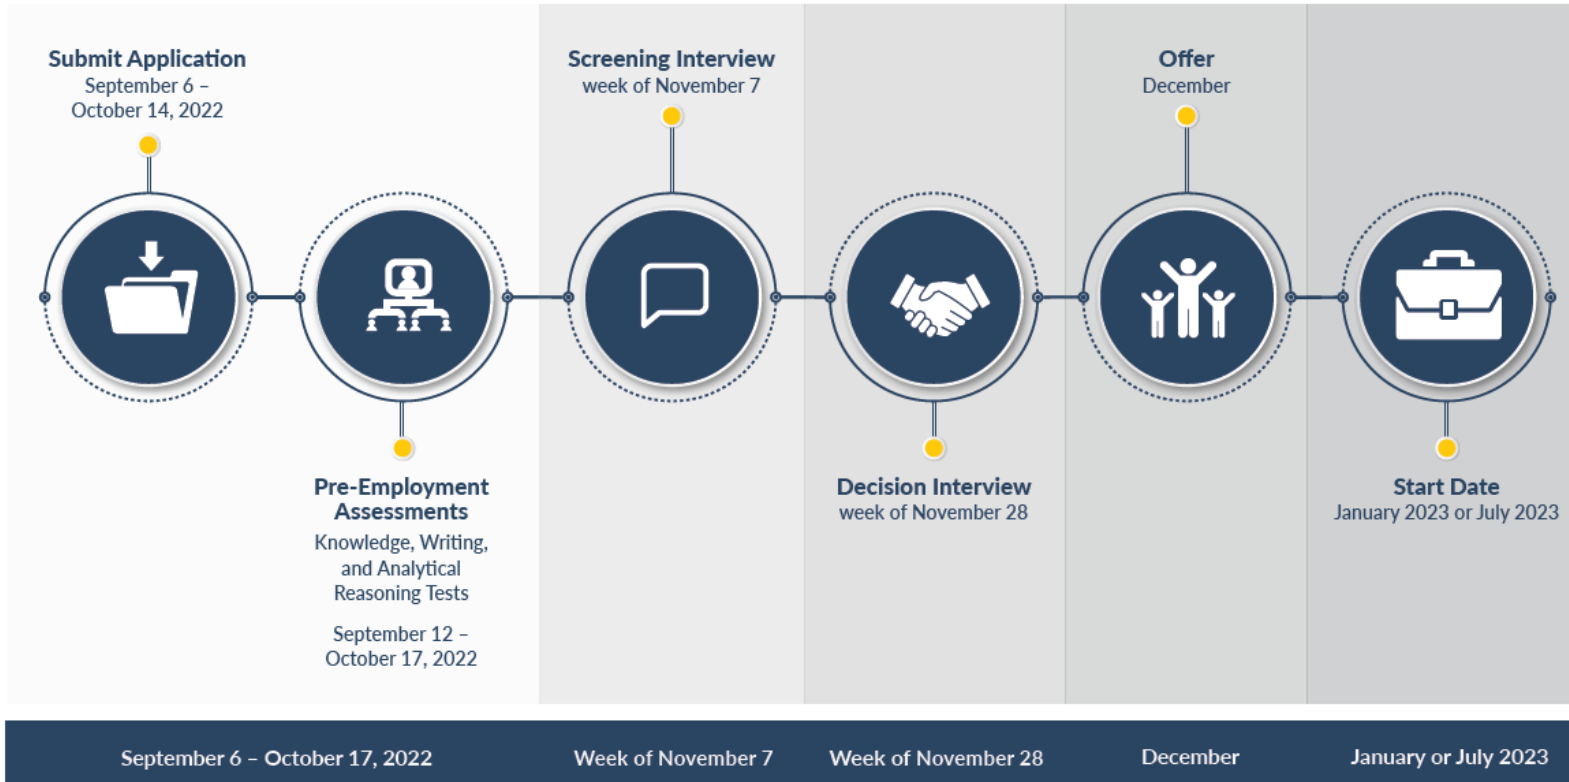 Submit Application
September 6 –
October 14, 2022
Pre-Employment
Assessments
Knowledge, Writing,
and Analytical
Reasoning Tests
September 12 –
October 17, 2022
Screening Interview
week of November 7
Decision Interview
week of November 28
Offer
December
Start Date
January 2023 or July 2023
September 6 – October 17, 2022
Week of November 7
Week of November 28
December
January or July 2023